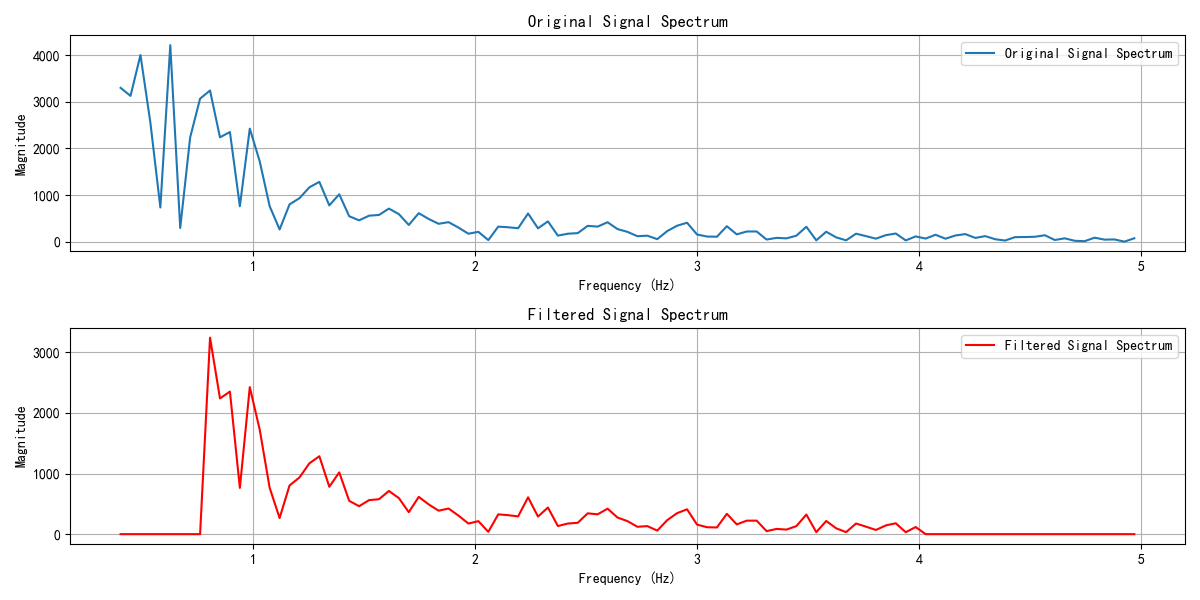 Original Signal Spectrum
Original Signal Spectrum
Magnitude
4000
3000
2000
1000
0
1
2
3
4
5
Frequency (Hz)
Filtered Signal Spectrum
Filtered Signal Spectrum
Magnitude
3000
2000
1000
0
1
2
3
4
5
Frequency (Hz)